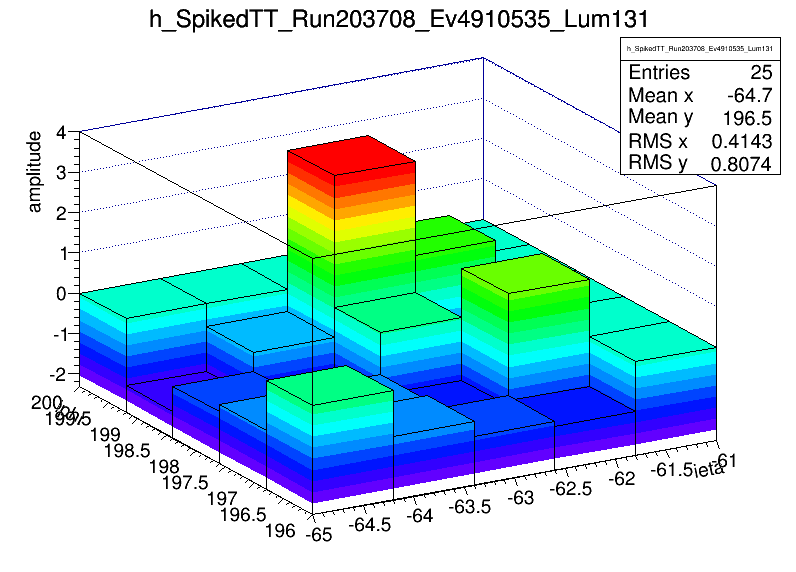 h_SpikedTT_Run203708_Ev4910535_Lum131
h_SpikedTT_Run203708_Ev4910535_Lum131
Entries 25
Mean x -64.7
Mean y 196.5
RMS x 0.4143
RMS y 0.8074
amplitude
4
3
2
1
0
-1
-2
200
199.5
199
198.5
198
197.5
197
196.5
196
-65
-64.5
-64
-63.5
-63
-62.5
-62
-61.5
-61
ieta